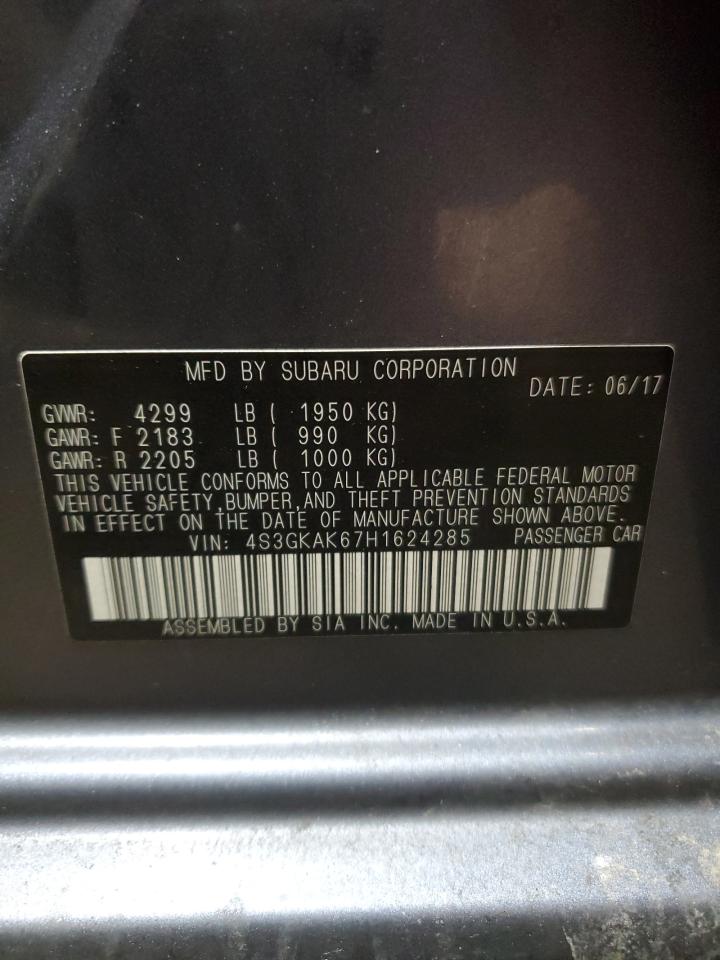 MFD BY SUBARU CORPORATION
DATE: 06/17
GVWR: 4299 LB ( 1950 KG)
GAWR: F 2183 LB ( 990 KG)
GAWR: R 2205 LB ( 1000 KG)
THIS VEHICLE CONFORMS TO ALL APPLICABLE FEDERAL MOTOR
VEHICLE SAFETY,BUMPER,AND THEFT PREVENTION STANDARDS
IN EFFECT ON THE DATE OF MANUFACTURE SHOWN ABOVE.
VIN: 4S3GKAK67H1624285 PASSENGER CAR
ASSEMBLED BY SIA INC. MADE IN U.S.A.